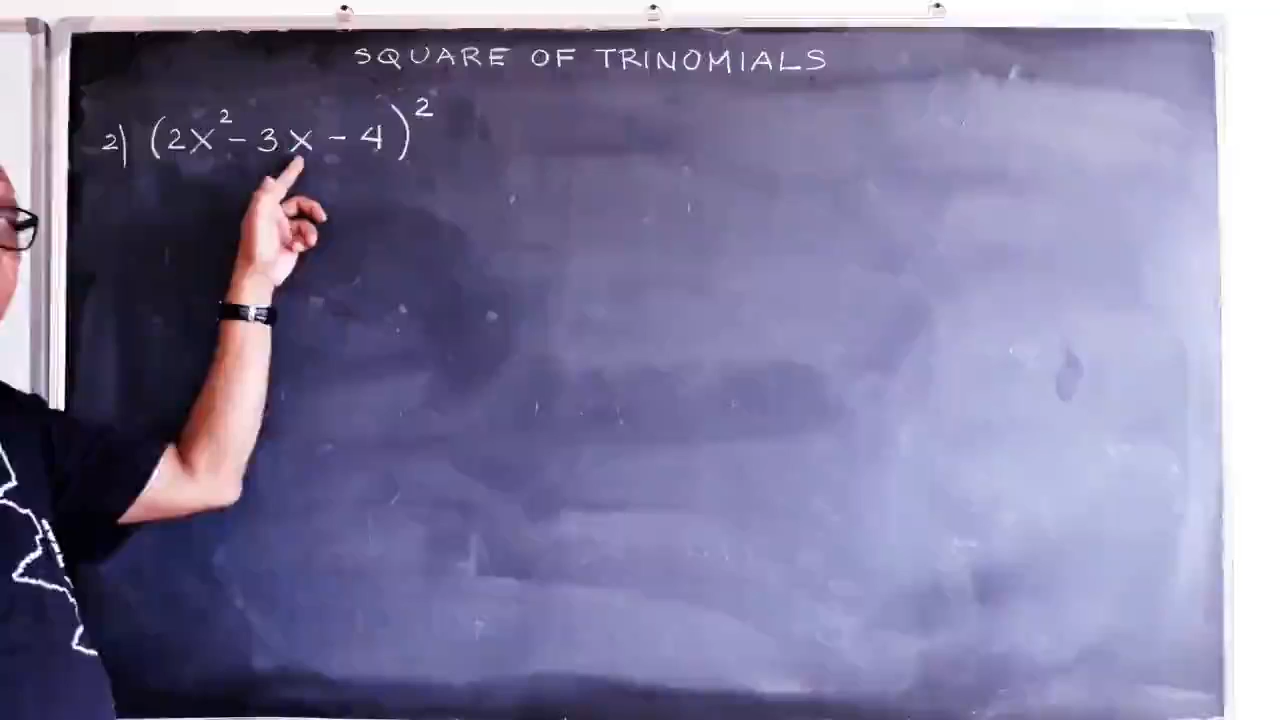 SQUARE OF TRINOMIALS
2) (2x² - 3x - 4)²